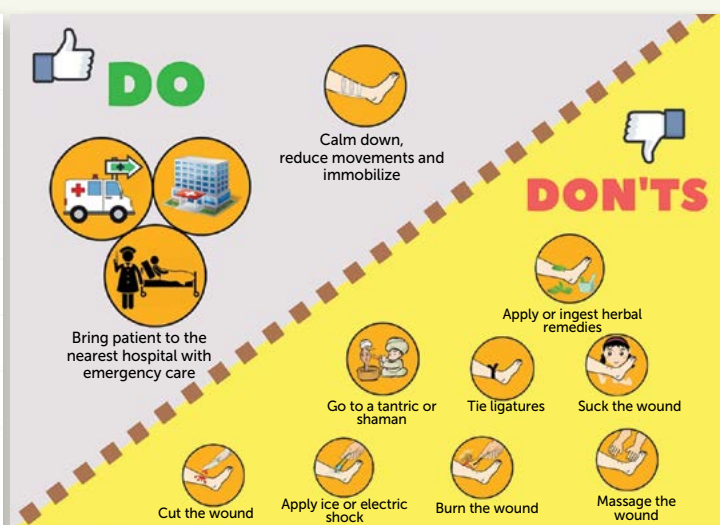 DO
Calm down,
reduce movements and
immobilize
DON'TS
Bring patient to the
nearest hospital with
emergency care
Apply or ingest herbal
remedies
Go to a tantric or
shaman
Tie ligatures
Suck the wound
Cut the wound
Apply ice or electric
shock
Burn the wound
Massage the
wound